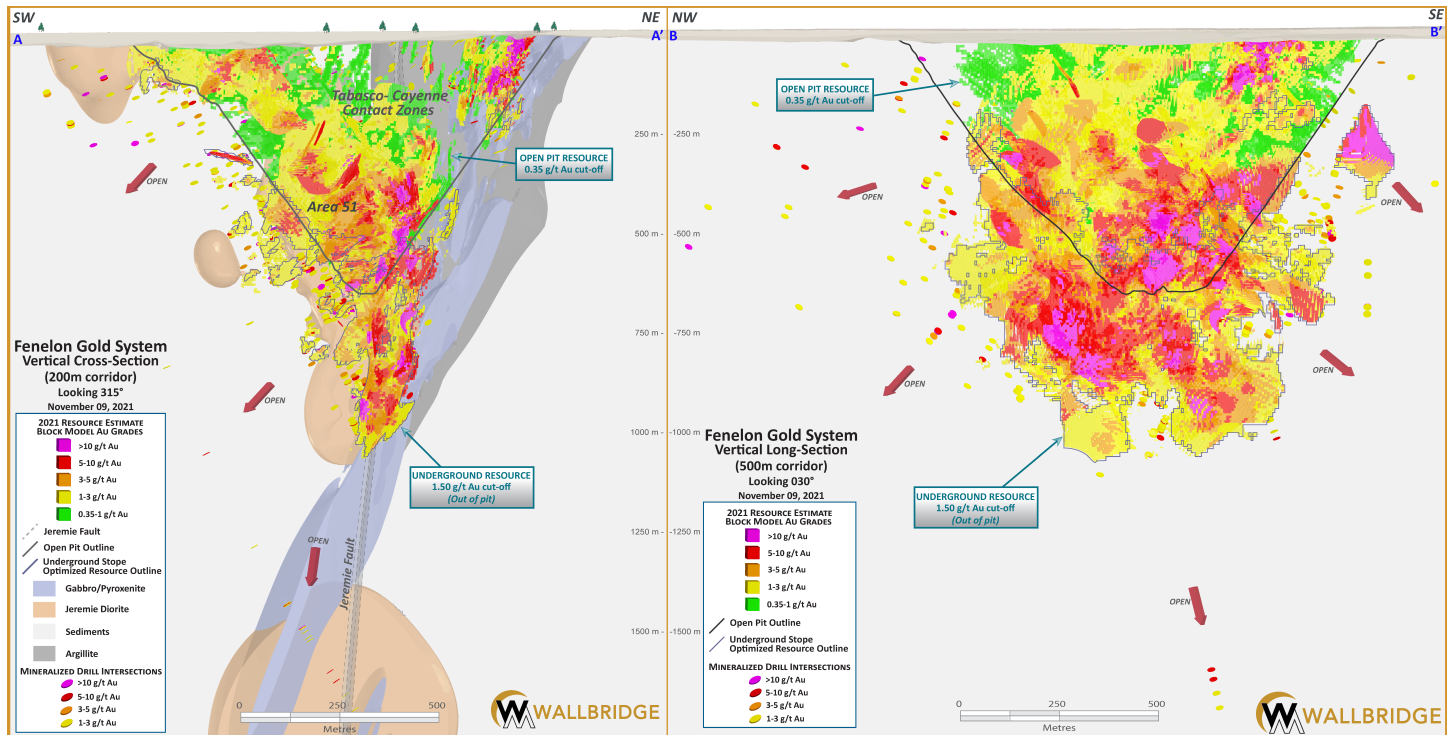 SW
NE
A
A'
Tabasco- Cayenne
Contact Zones
250 m -
OPEN PIT RESOURCE
0.35 g/t Au cut-off
OPEN
Area 51
500 m -
750 m -
Fenelon Gold System
Vertical Cross-Section
(200m corridor)
Looking 315°
November 09, 2021
OPEN
2021 RESOURCE ESTIMATE
BLOCK MODEL AU GRADES
>10 g/t Au
5-10 g/t Au
3-5 g/t Au
1-3 g/t Au
0.35-1 g/t Au
Jeremie Fault
Open Pit Outline
Underground Stope
Optimized Resource Outline
Gabbro/Pyroxenite
Jeremie Diorite
Sediments
Argillite
MINERALIZED DRILL INTERSECTIONS
>10 g/t Au
5-10 g/t Au
3-5 g/t Au
1-3 g/t Au
1000 m -
UNDERGROUND RESOURCE
1.50 g/t Au cut-off
(Out of pit)
1250 m -
OPEN
Jeremie Fault
1500 m -
0
250
500
Metres
WALLBRIDGE
NW
SE
B
B'
OPEN PIT RESOURCE
0.35 g/t Au cut-off
-250 m
OPEN
OPEN
-500 m
-750 m
OPEN
OPEN
-1000 m
Fenelon Gold System
Vertical Long-Section
(500m corridor)
Looking 030°
November 09, 2021
UNDERGROUND RESOURCE
1.50 g/t Au cut-off
(Out of pit)
-1250 m
2021 RESOURCE ESTIMATE
BLOCK MODEL AU GRADES
>10 g/t Au
5-10 g/t Au
3-5 g/t Au
1-3 g/t Au
0.35-1 g/t Au
Open Pit Outline
-1500 m
Underground Stope
Optimized Resource Outline
MINERALIZED DRILL INTERSECTIONS
>10 g/t Au
5-10 g/t Au
3-5 g/t Au
1-3 g/t Au
OPEN
0
250
500
Metres
WALLBRIDGE